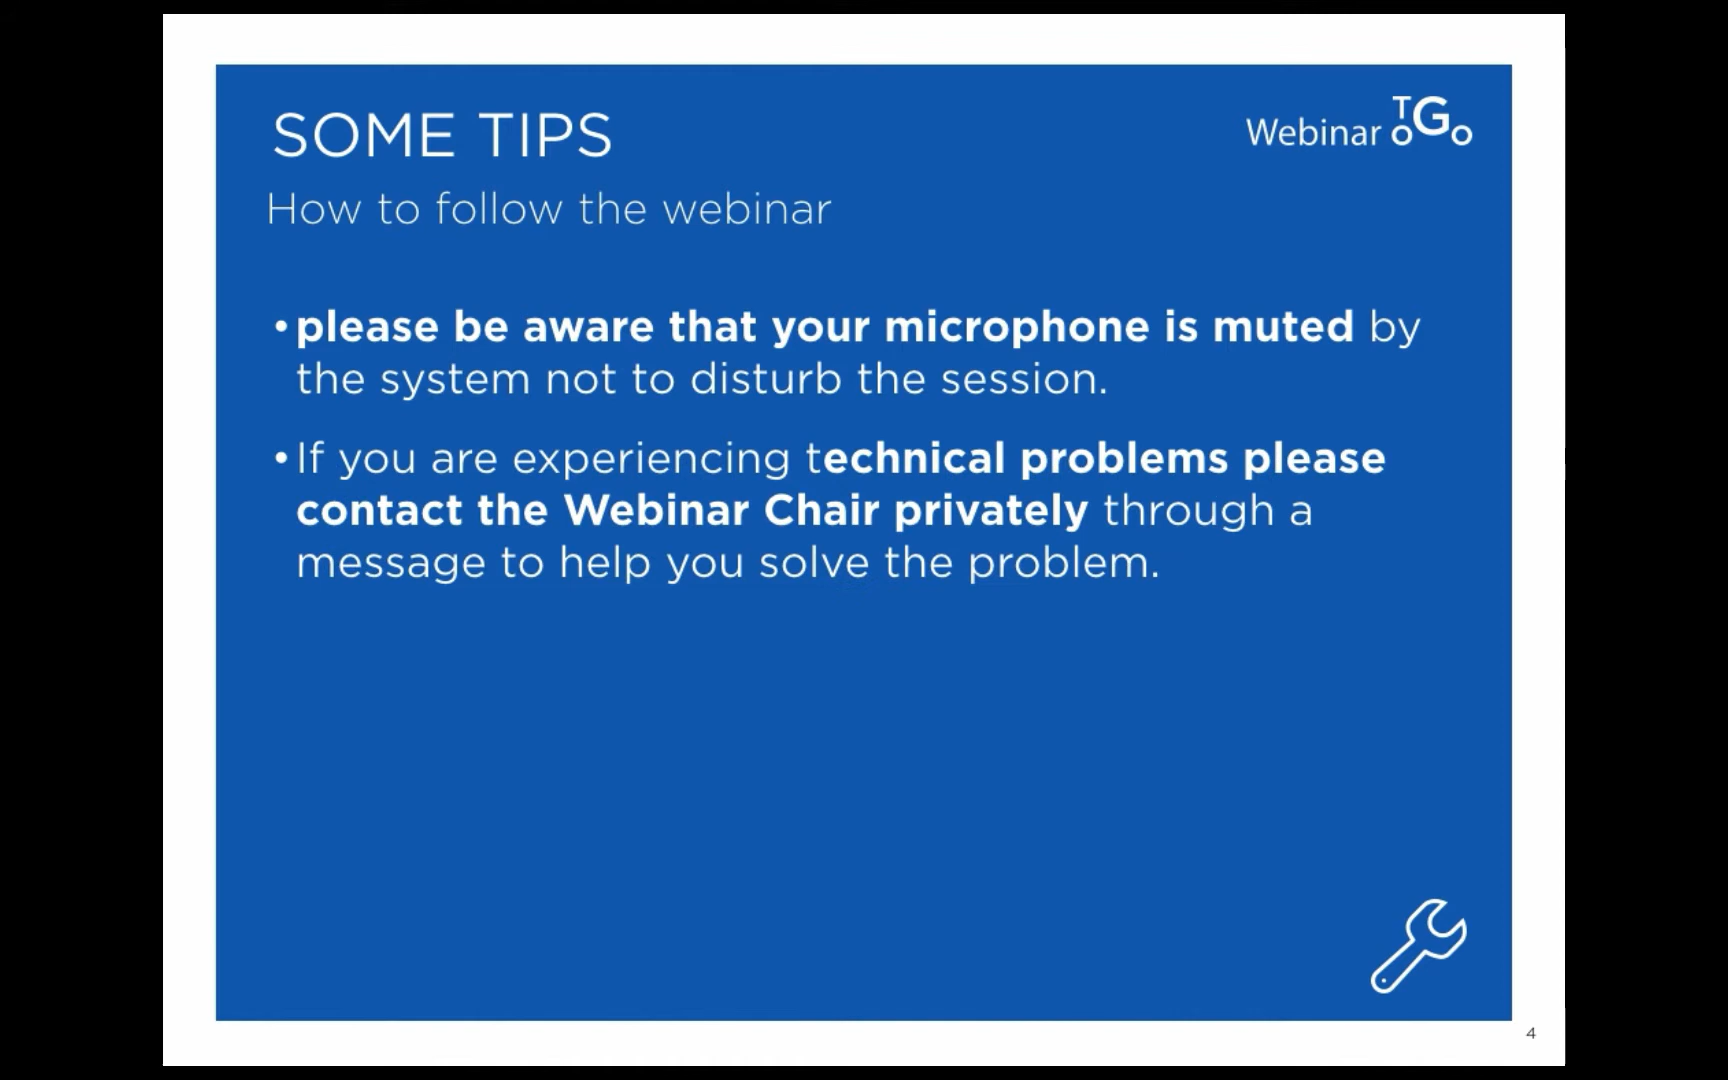 SOME TIPS
Webinar ToGo
How to follow the webinar
• please be aware that your microphone is muted by
the system not to disturb the session.
• If you are experiencing technical problems please
contact the Webinar Chair privately through a
message to help you solve the problem.
4